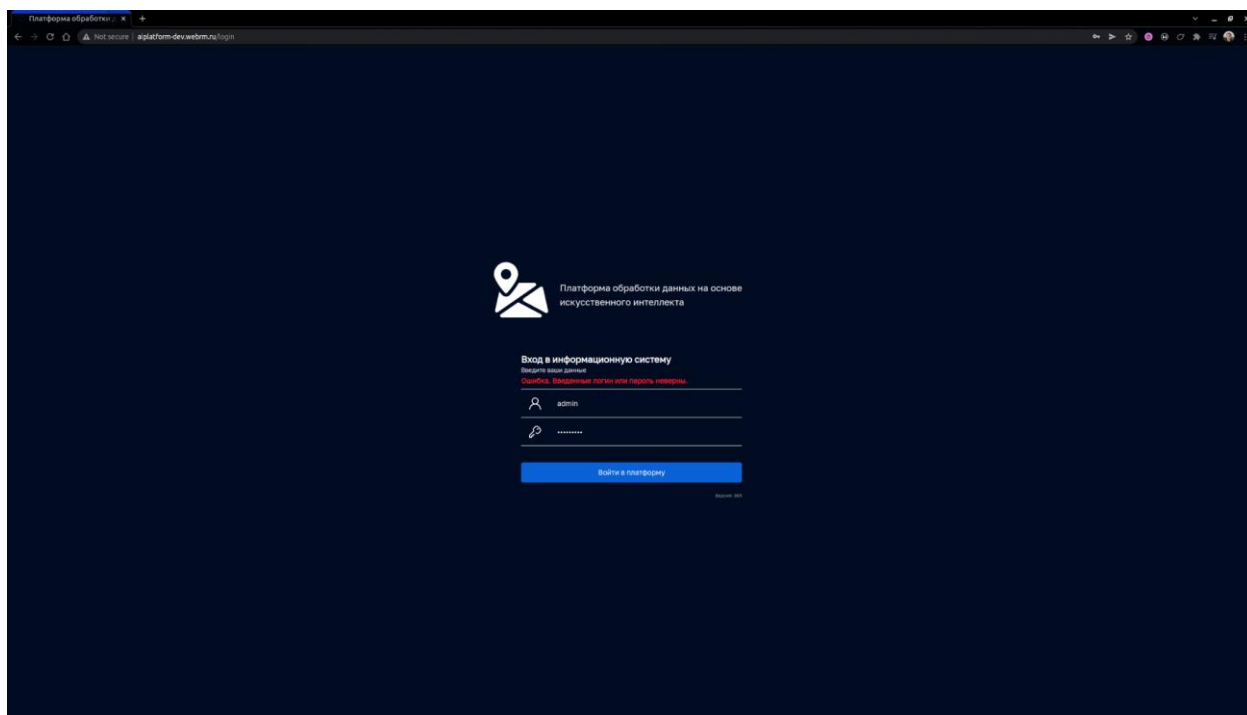 Платформа обработки д
Not secure | aiplatform-dev.webrm.ru/login
Платформа обработки данных на основе
искусственного интеллекта
Вход в информационную систему
Введите ваши данные
Ошибка. Введенные логин или пароль неверны.
admin
Войти в платформу